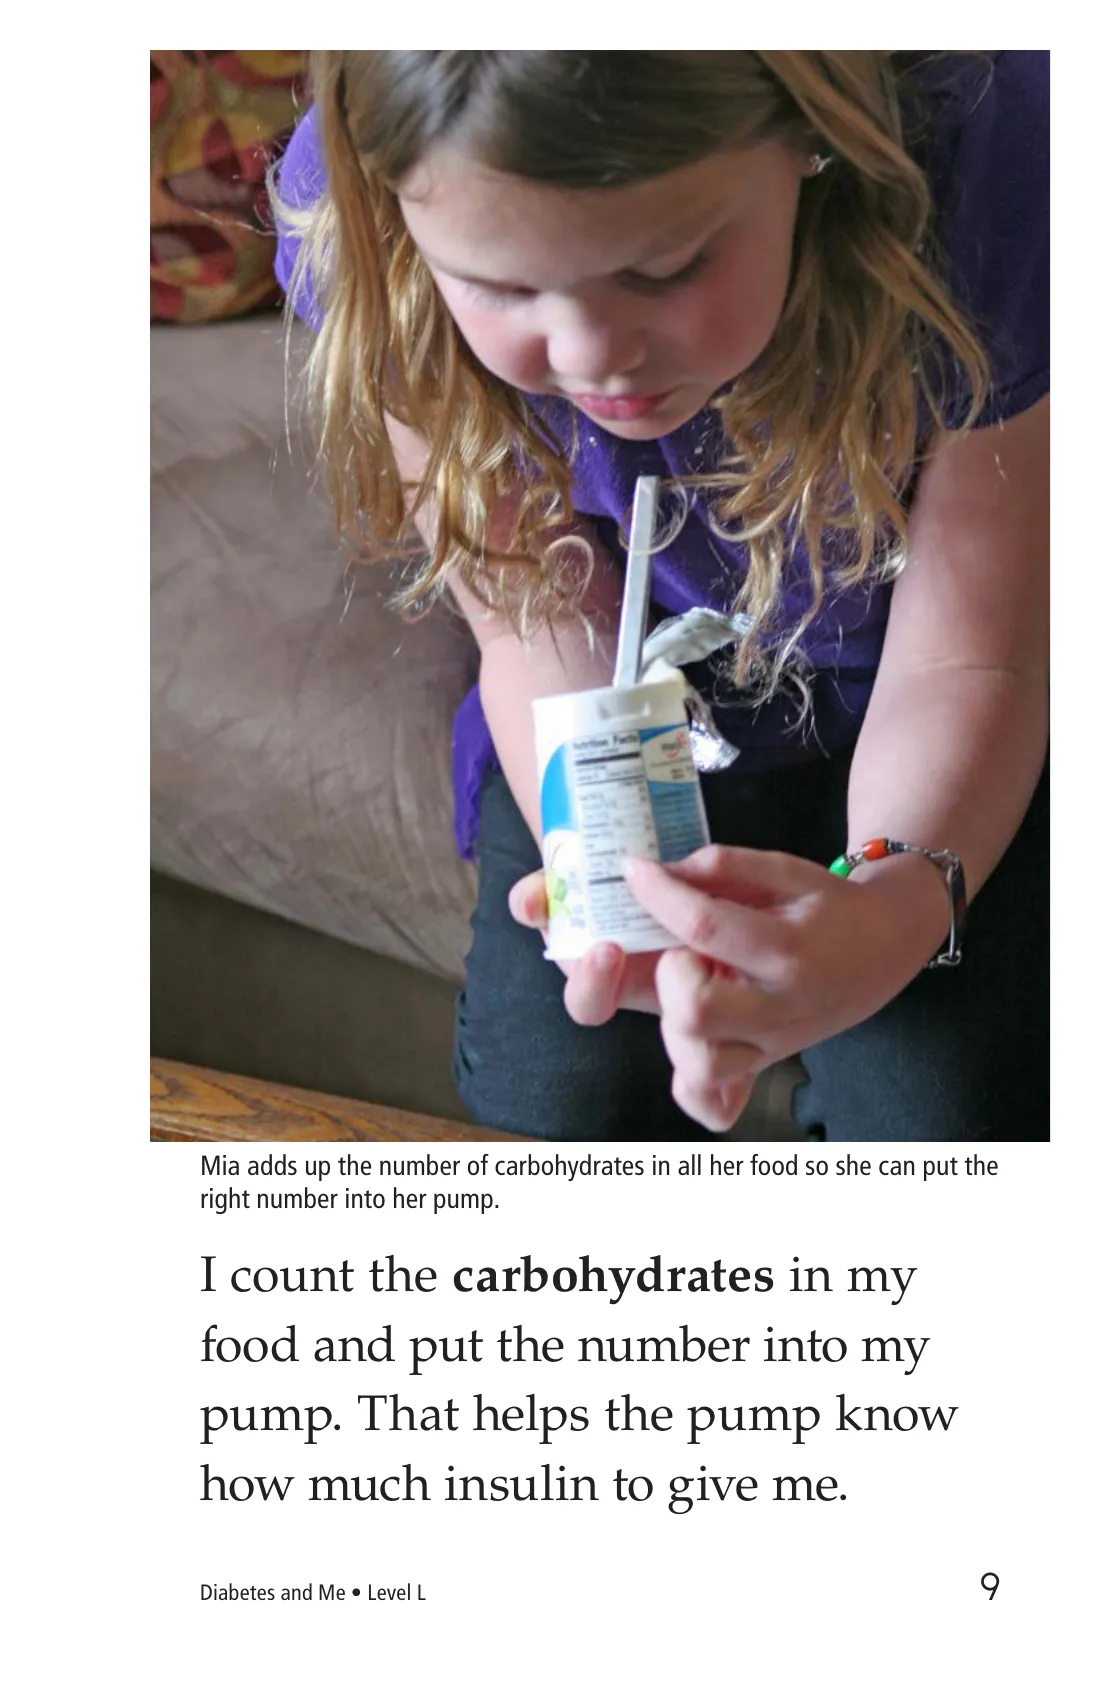 Nutrition Facts
Mia adds up the number of carbohydrates in all her food so she can put the
right number into her pump.
I count the carbohydrates in my
food and put the number into my
pump. That helps the pump know
how much insulin to give me.
Diabetes and Me • Level L
9